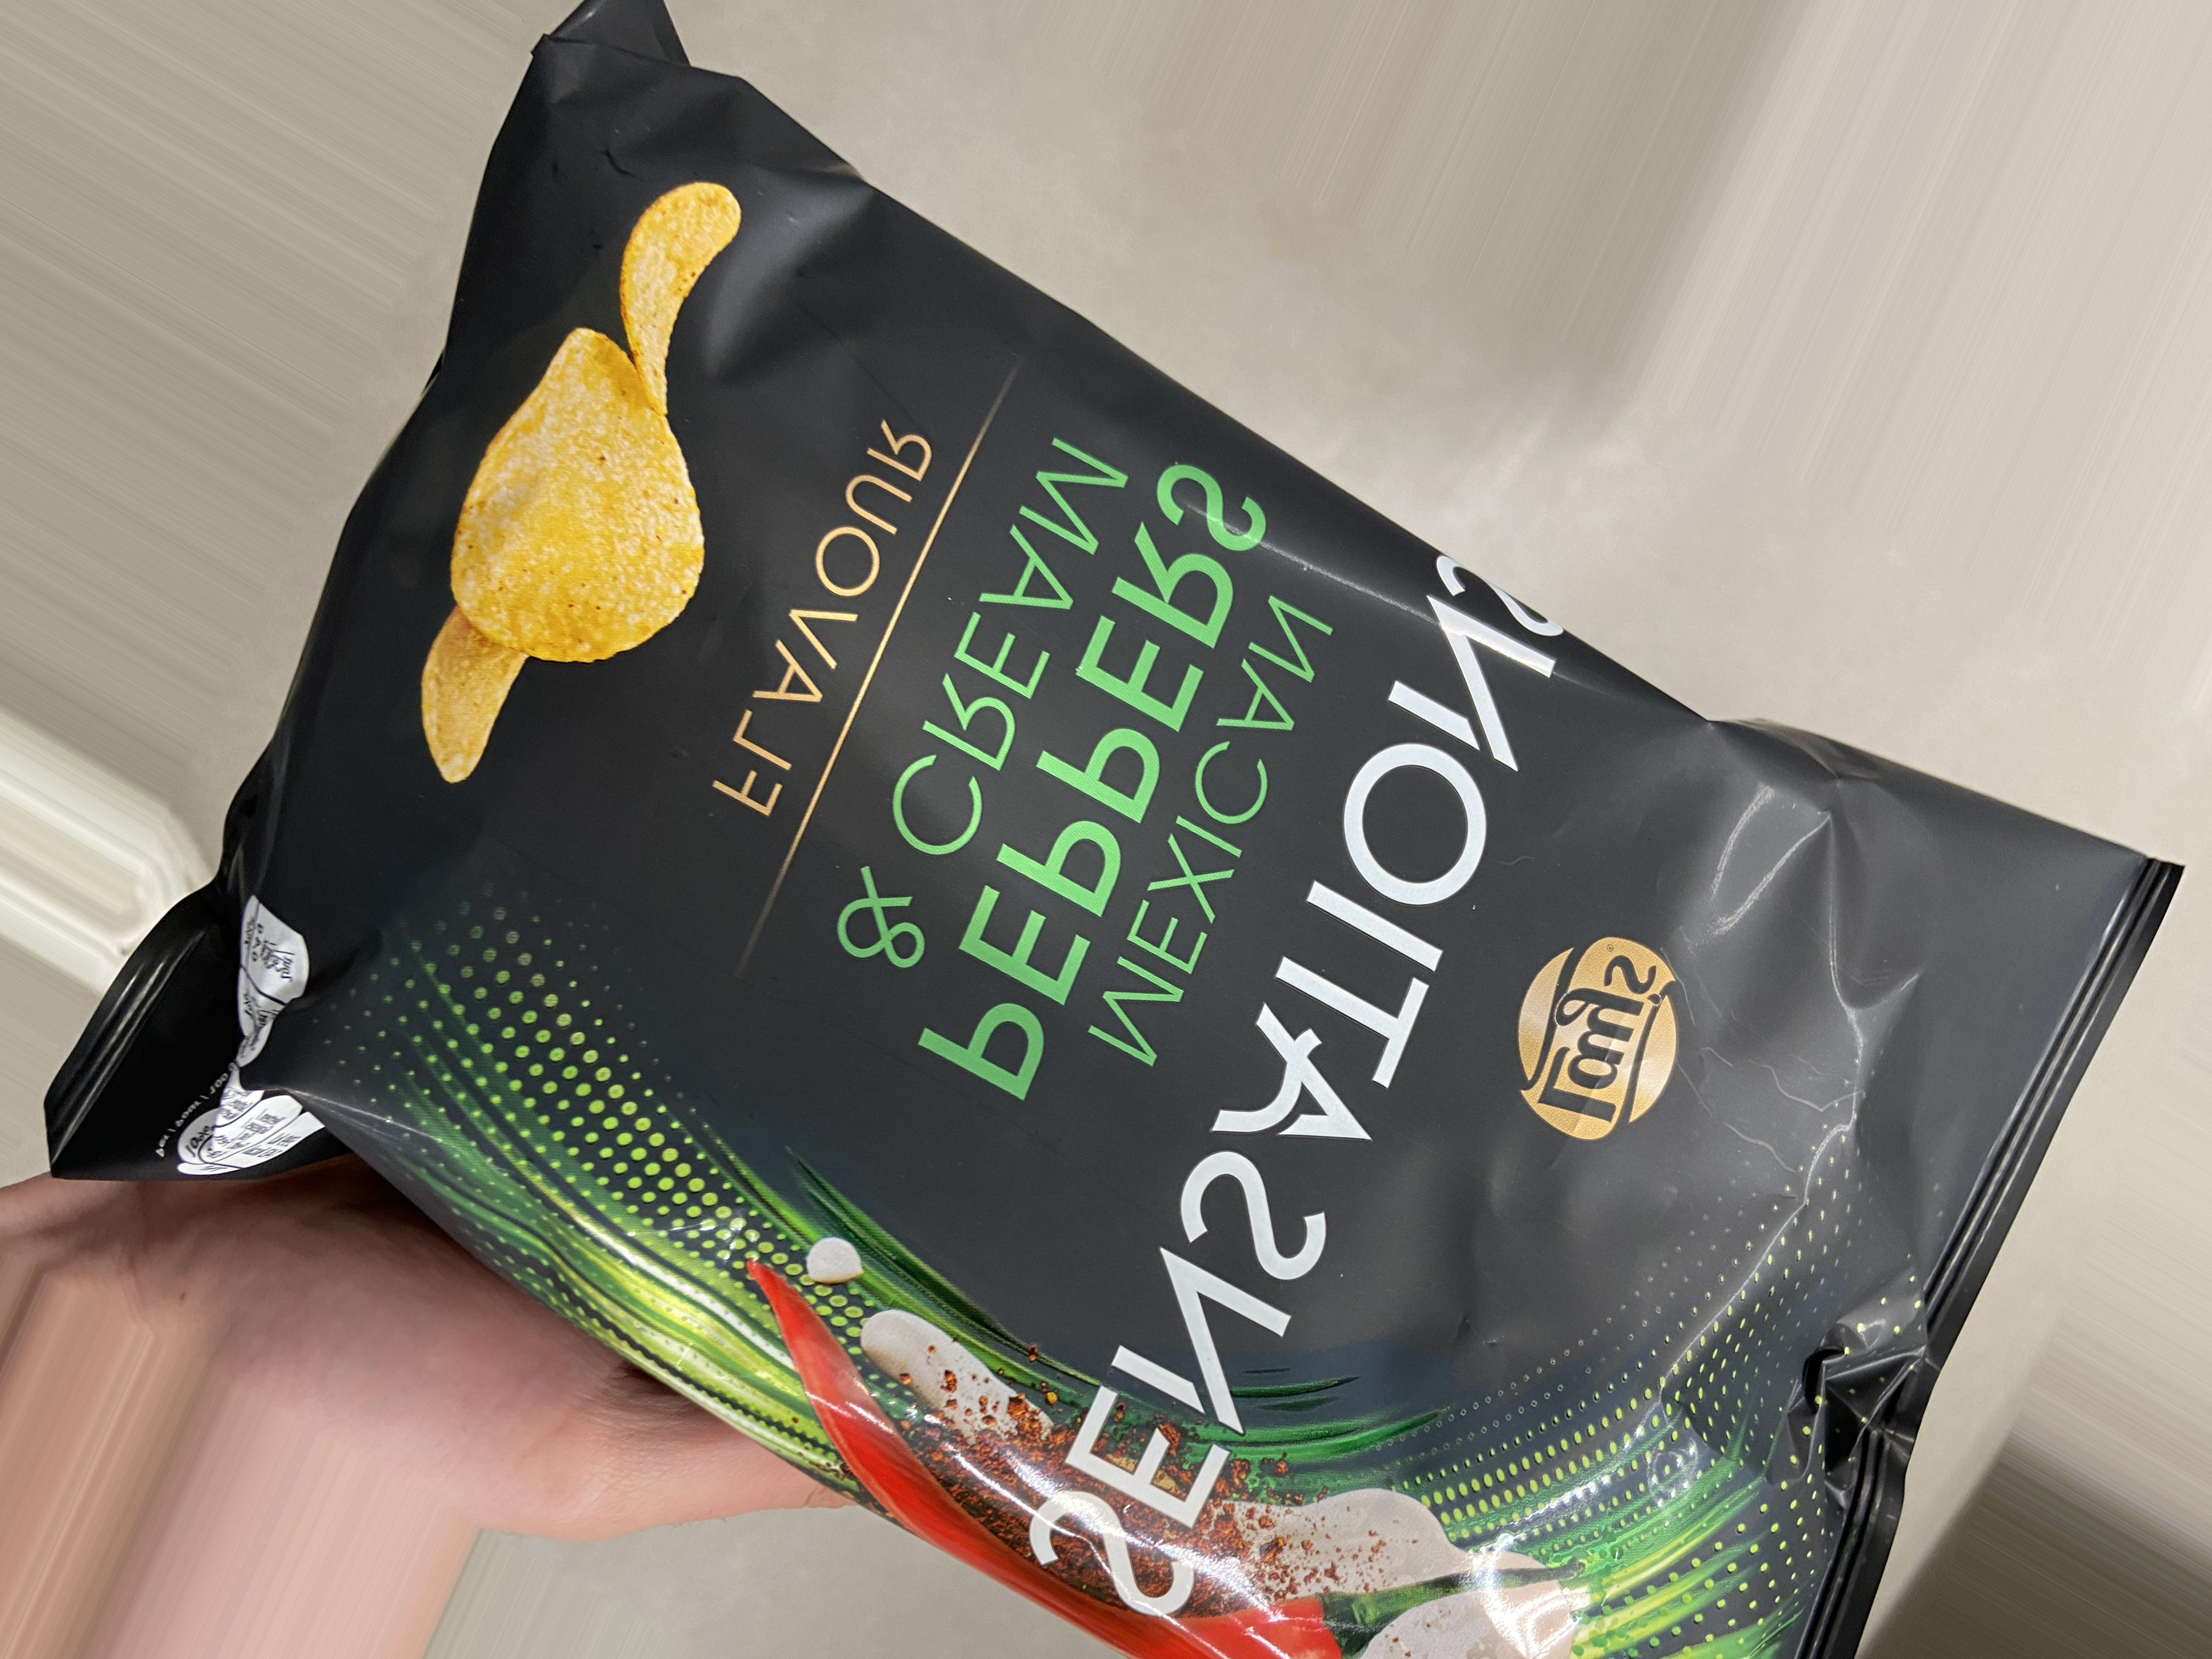 Lay's
SENSATIONS
MEXICAN
PEPPERS
& CREAM
FLAVOUR